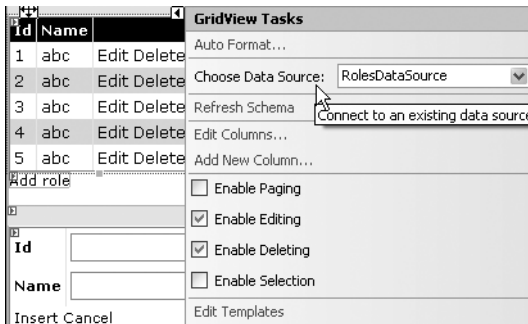 Id Name
1 abc Edit Delete
2 abc Edit Delete
3 abc Edit Delete
4 abc Edit Delete
5 abc Edit Delete
Add role
Id
Name
Insert Cancel
GridView Tasks
Auto Format...
Choose Data Source: RolesDataSource
Connect to an existing data source
Refresh Schema
Edit Columns...
Add New Column...
Enable Paging
Enable Editing
Enable Deleting
Enable Selection
Edit Templates